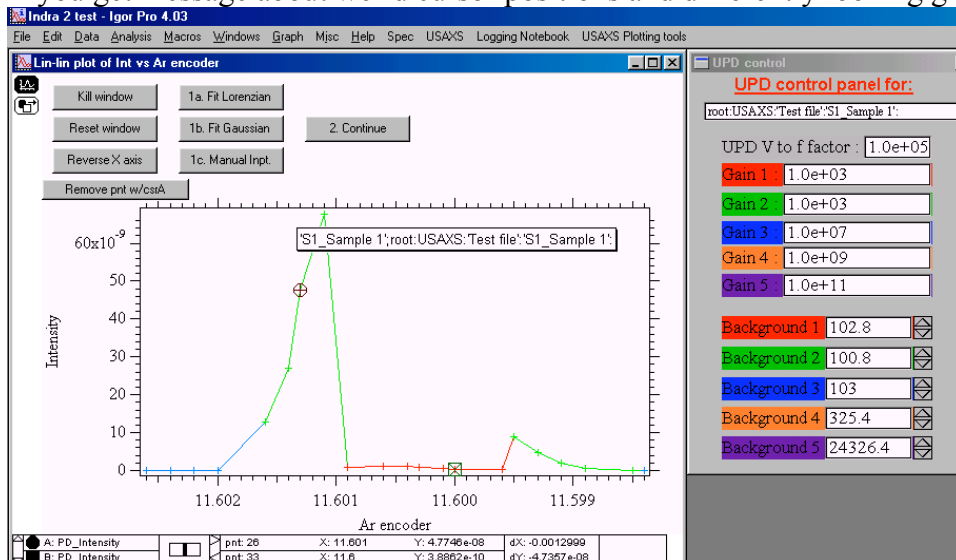 Indra 2 test - Igor Pro 4.03
File Edit Data Analysis Macros Windows Graph Misc Help Spec USAXS Logging Notebook USAXS Plotting tools
Lin-lin plot of Int vs Ar encoder
Kill window
1a. Fit Lorenzian
Reset window
1b. Fit Gaussian
2. Continue
Reverse X axis
1c. Manual Inpt.
Remove pnt w/csrA
'S1_Sample 1';root:USAXS:'Test file':'S1_Sample 1':
60x10-9
50
40
30
20
10
0
Intensity
11.602 11.601 11.600 11.599
Ar encoder
A: PD_Intensity pnt: 26 X: 11.601 Y: 4.7746e-08 dX: -0.0012999
B: PD_Intensity pnt: 33 X: 11.6 Y: 3.8862e-10 dY: -4.7357e-08
UPD control
UPD control panel for:
root:USAXS:'Test file':'S1_Sample 1':
UPD V to f factor : 1.0e+05
Gain 1 : 1.0e+03
Gain 2 : 1.0e+03
Gain 3 : 1.0e+07
Gain 4 : 1.0e+09
Gain 5 : 1.0e+11
Background 1 102.8
Background 2 100.8
Background 3 103
Background 4 325.4
Background 5 24326.4